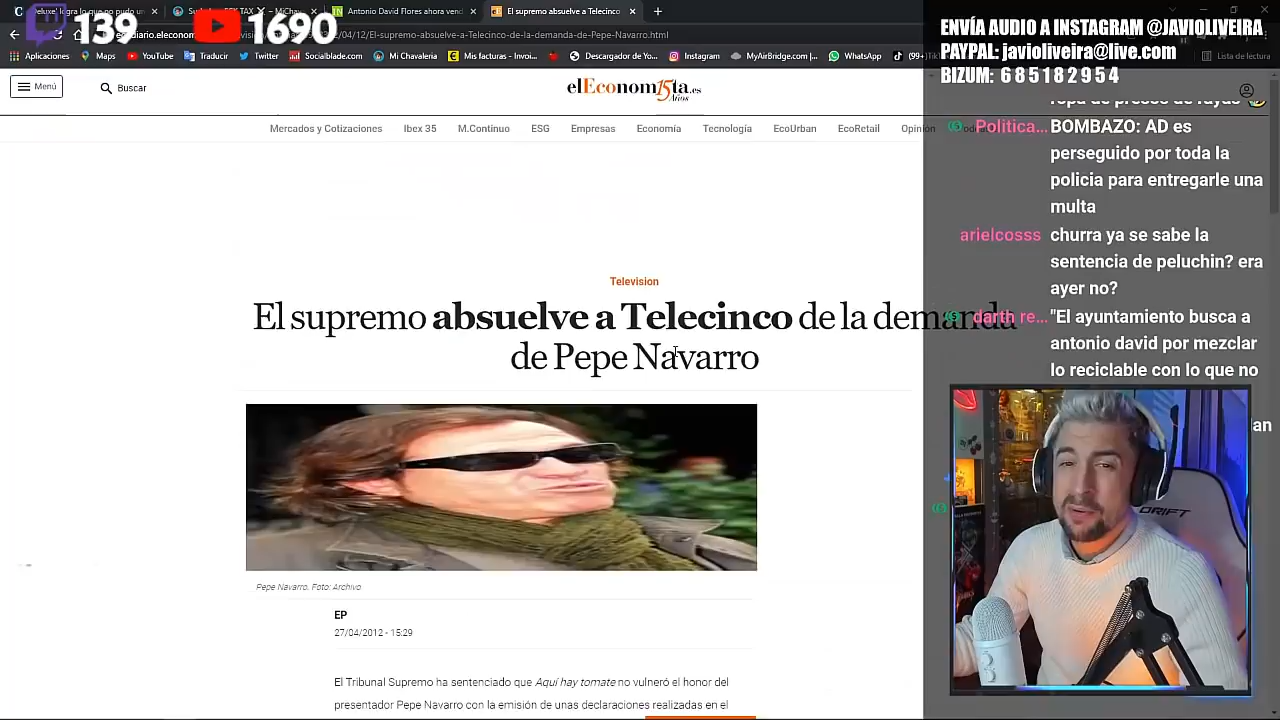 139
1690
Antonio David Flores ahora vend
El supremo absuelve a Telecinco
Aplicaciones
Maps
YouTube
Twitter
Socialblade.com
Mi Chavalería
Mis facturas - Invoi...
Descargador de Yo...
Instagram
MyAirBridge.com |
WhatsApp
Lista de lectura
Menú
Buscar
elEconomista.es
15
Años
Mercados y Cotizaciones
Ibex 35
M.Continuo
ESG
Empresas
Economía
Tecnología
EcoUrban
EcoRetail
Opinión
Television
El supremo absuelve a Telecinco de la demanda
de Pepe Navarro
Pepe Navarro. Foto: Archivo
EP
27/04/2012 - 15:29
El Tribunal Supremo ha sentenciado que Aquí hay tomate no vulneró el honor del
presentador Pepe Navarro con la emisión de unas declaraciones realizadas en el
ENVÍA AUDIO A INSTAGRAM @JAVIOLIVEIRA
PAYPAL: javioliveira@live.com
BIZUM: 685182954
ropa de presos de rayas
Politica... BOMBAZO: AD es
perseguido por toda la
policia para entregarle una
multa
arielcosss churra ya se sabe la
sentencia de peluchin? era
ayer no?
darth re... "El ayuntamiento busca a
antonio david por mezclar
lo reciclable con lo que no
an
DRIFT